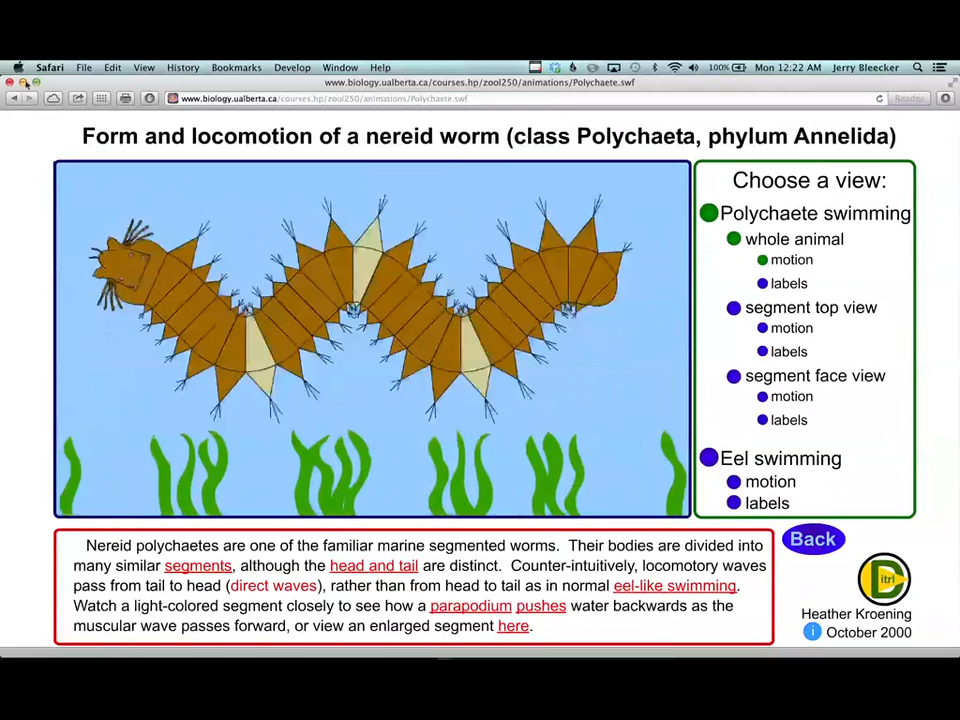 Safari File Edit View History Bookmarks Develop Window Help 100% Mon 12:22 AM Jerry Bleecker
www.biology.ualberta.ca/courses.hp/zool250/animations/Polychaete.swf
www.biology.ualberta.ca/courses.hp/zool250/animations/Polychaete.swf Reader
Form and locomotion of a nereid worm (class Polychaeta, phylum Annelida)
Choose a view:
Polychaete swimming
whole animal
motion
labels
segment top view
motion
labels
segment face view
motion
labels
Eel swimming
motion
labels
Nereid polychaetes are one of the familiar marine segmented worms. Their bodies are divided into
many similar segments, although the head and tail are distinct. Counter-intuitively, locomotory waves
pass from tail to head (direct waves), rather than from head to tail as in normal eel-like swimming.
Watch a light-colored segment closely to see how a parapodium pushes water backwards as the
muscular wave passes forward, or view an enlarged segment here.
Back
D itrl
Heather Kroening
i October 2000